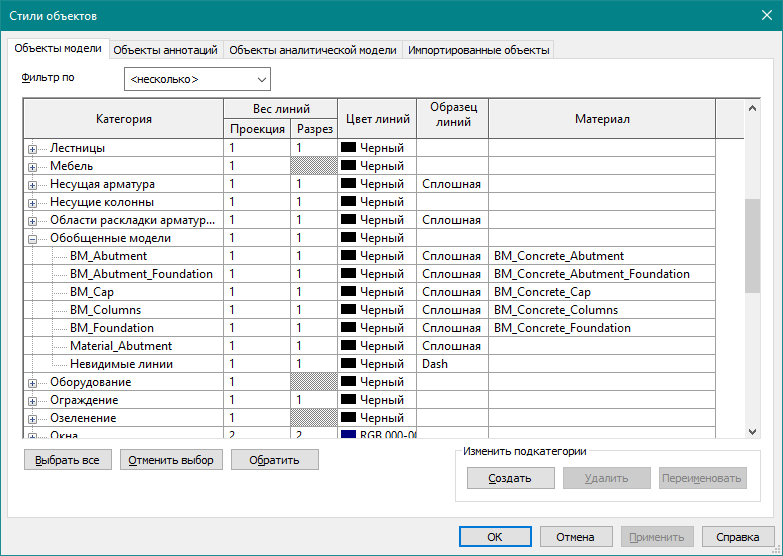 Стили объектов
Объекты модели Объекты аннотаций Объекты аналитической модели Импортированные объекты
Фильтр по <несколько>
Категория Вес линий Цвет линий Образец линий Материал
Проекция Разрез
Лестницы 1 1 Черный
Мебель 1 Черный
Несущая арматура 1 1 Черный Сплошная
Несущие колонны 1 1 Черный
Области раскладки арматур... 1 1 Черный Сплошная
Обобщенные модели 1 1 Черный
BM_Abutment 1 1 Черный Сплошная BM_Concrete_Abutment
BM_Abutment_Foundation 1 1 Черный Сплошная BM_Concrete_Abutment_Foundation
BM_Cap 1 1 Черный Сплошная BM_Concrete_Cap
BM_Columns 1 1 Черный Сплошная BM_Concrete_Columns
BM_Foundation 1 1 Черный Сплошная BM_Concrete_Foundation
Material_Abutment 1 1 Черный Сплошная
Невидимые линии 1 1 Черный Dash
Оборудование 1 Черный
Ограждение 1 1 Черный
Озеленение 1 Черный
Окна 2 2 RGB 000-00
Выбрать все Отменить выбор Обратить
Изменить подкатегории
Создать Удалить Переименовать
ОК Отмена Применить Справка